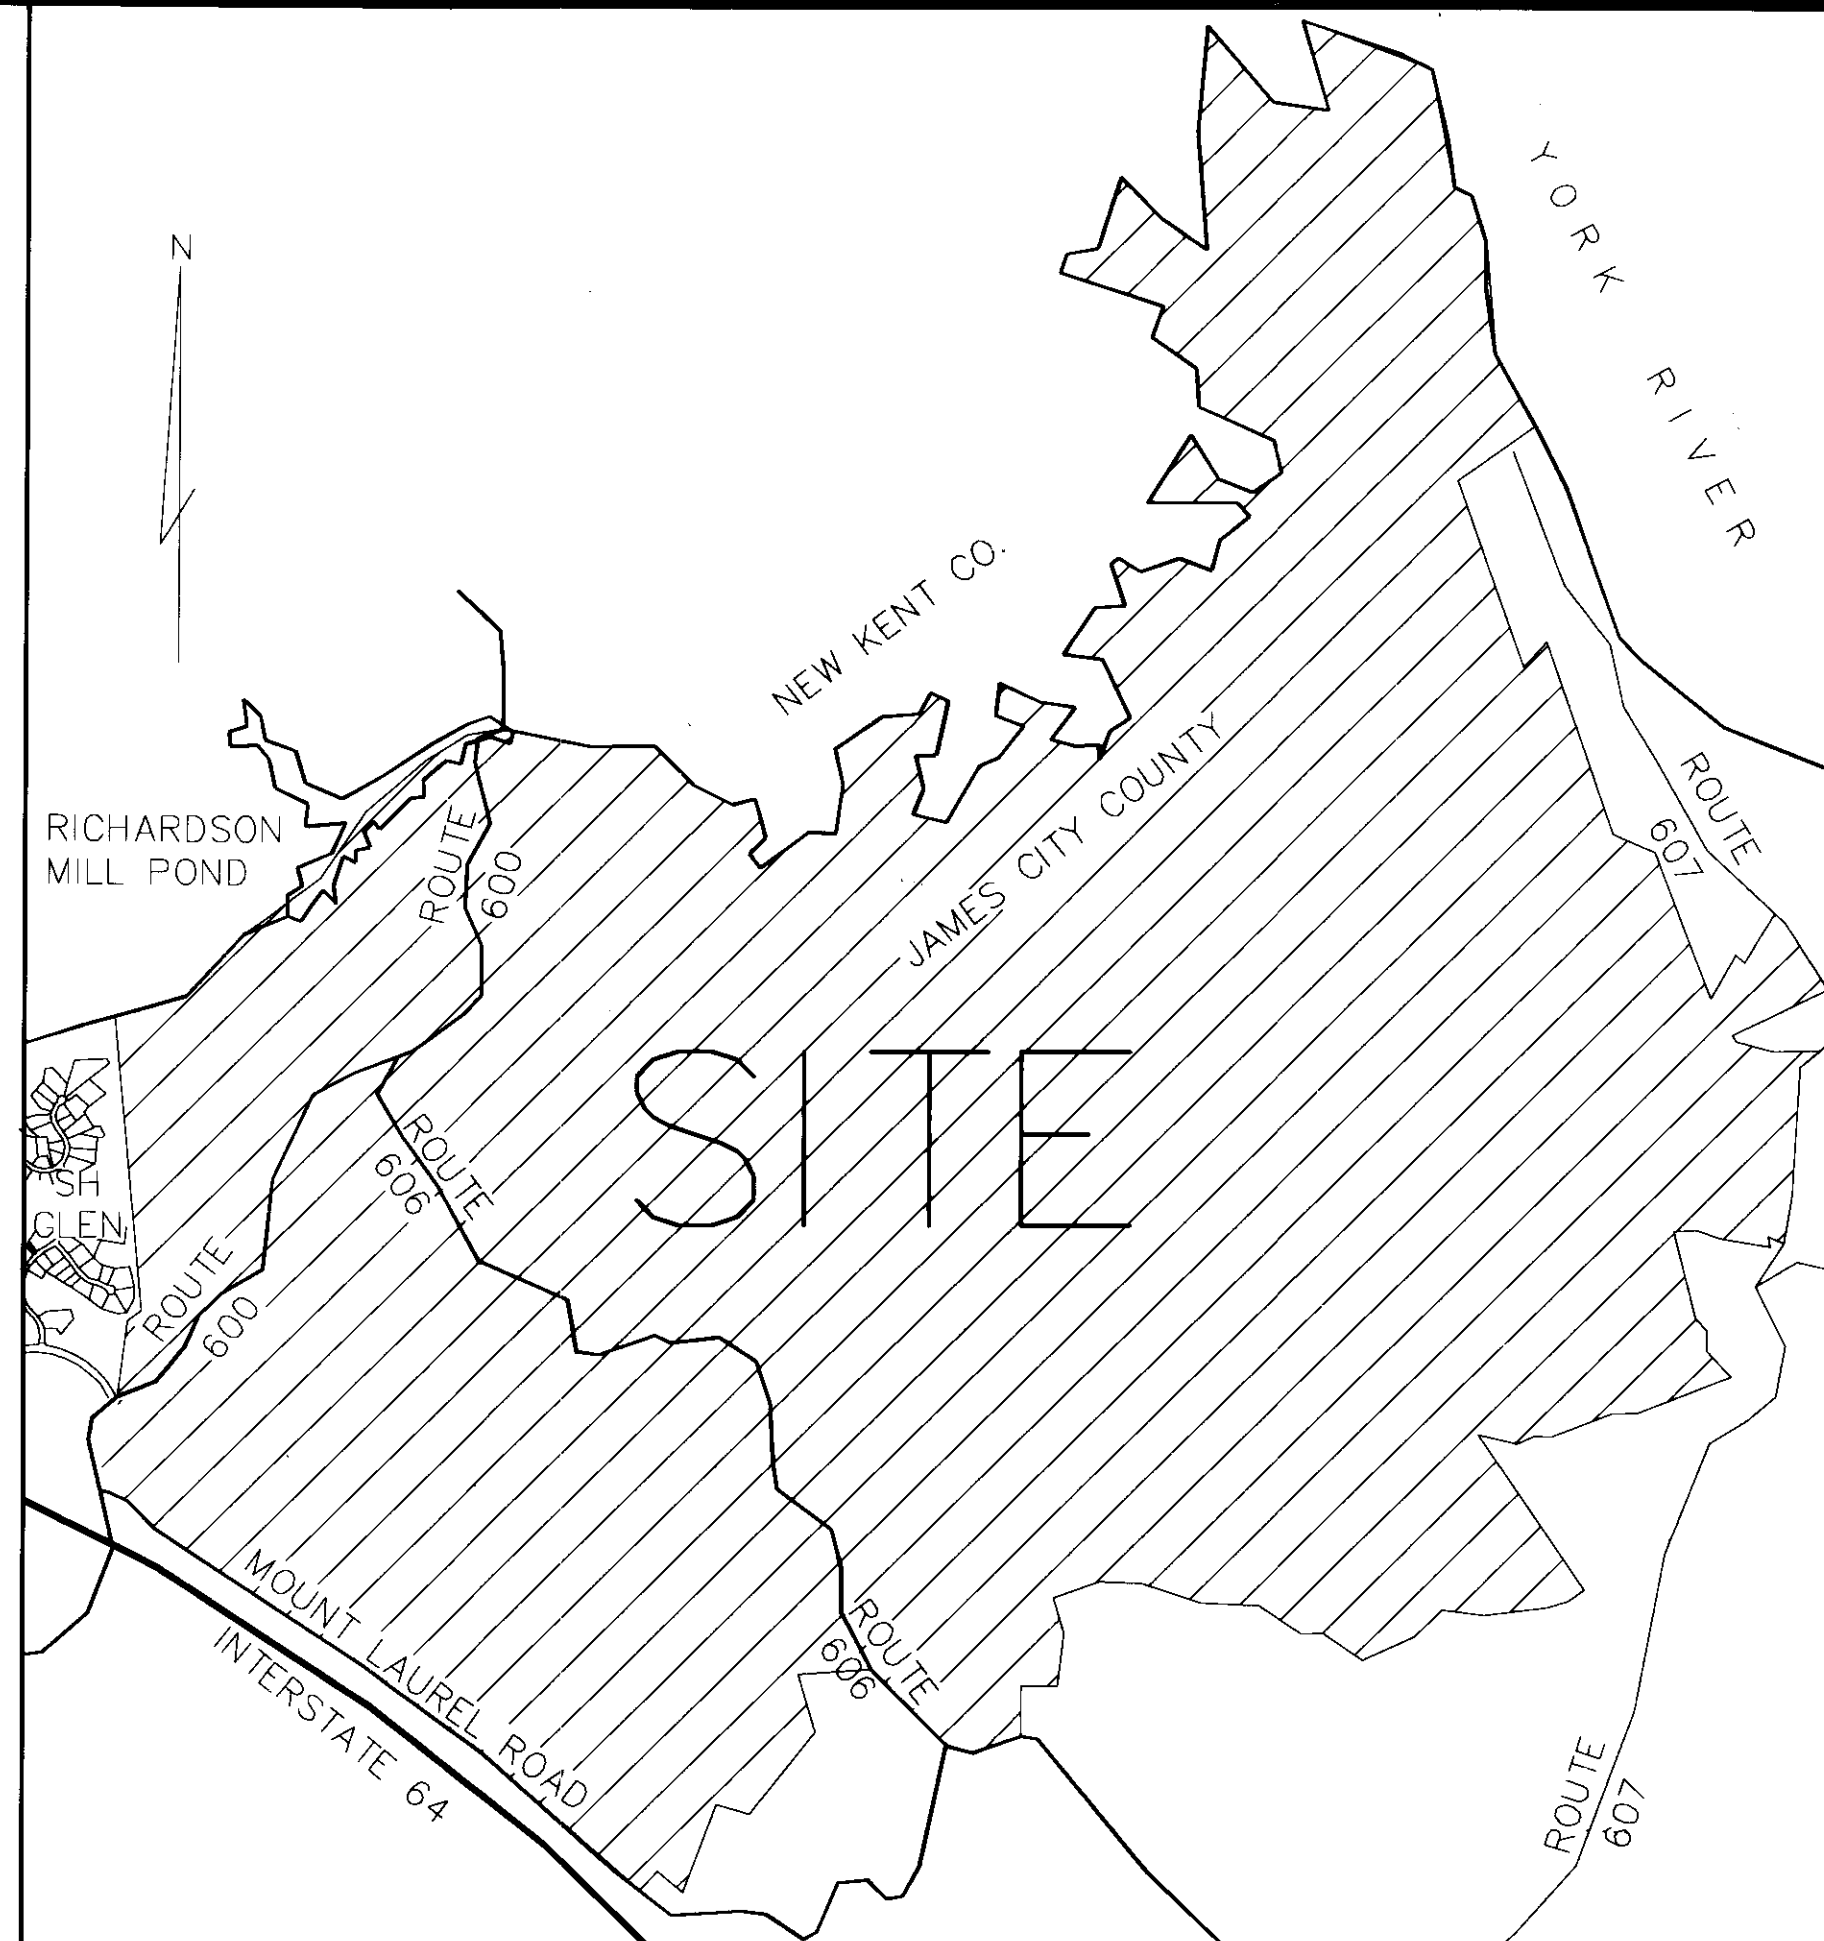 N
YORK RIVER
NEW KENT CO.
JAMES CITY COUNTY
RICHARDSON
MILL POND
ROUTE
600
ROUTE
607
SITE
ROUTE
606
SH
GLEN
ROUTE
600
MOUNT LAUREL ROAD
INTERSTATE 64
ROUTE
606
ROUTE
607